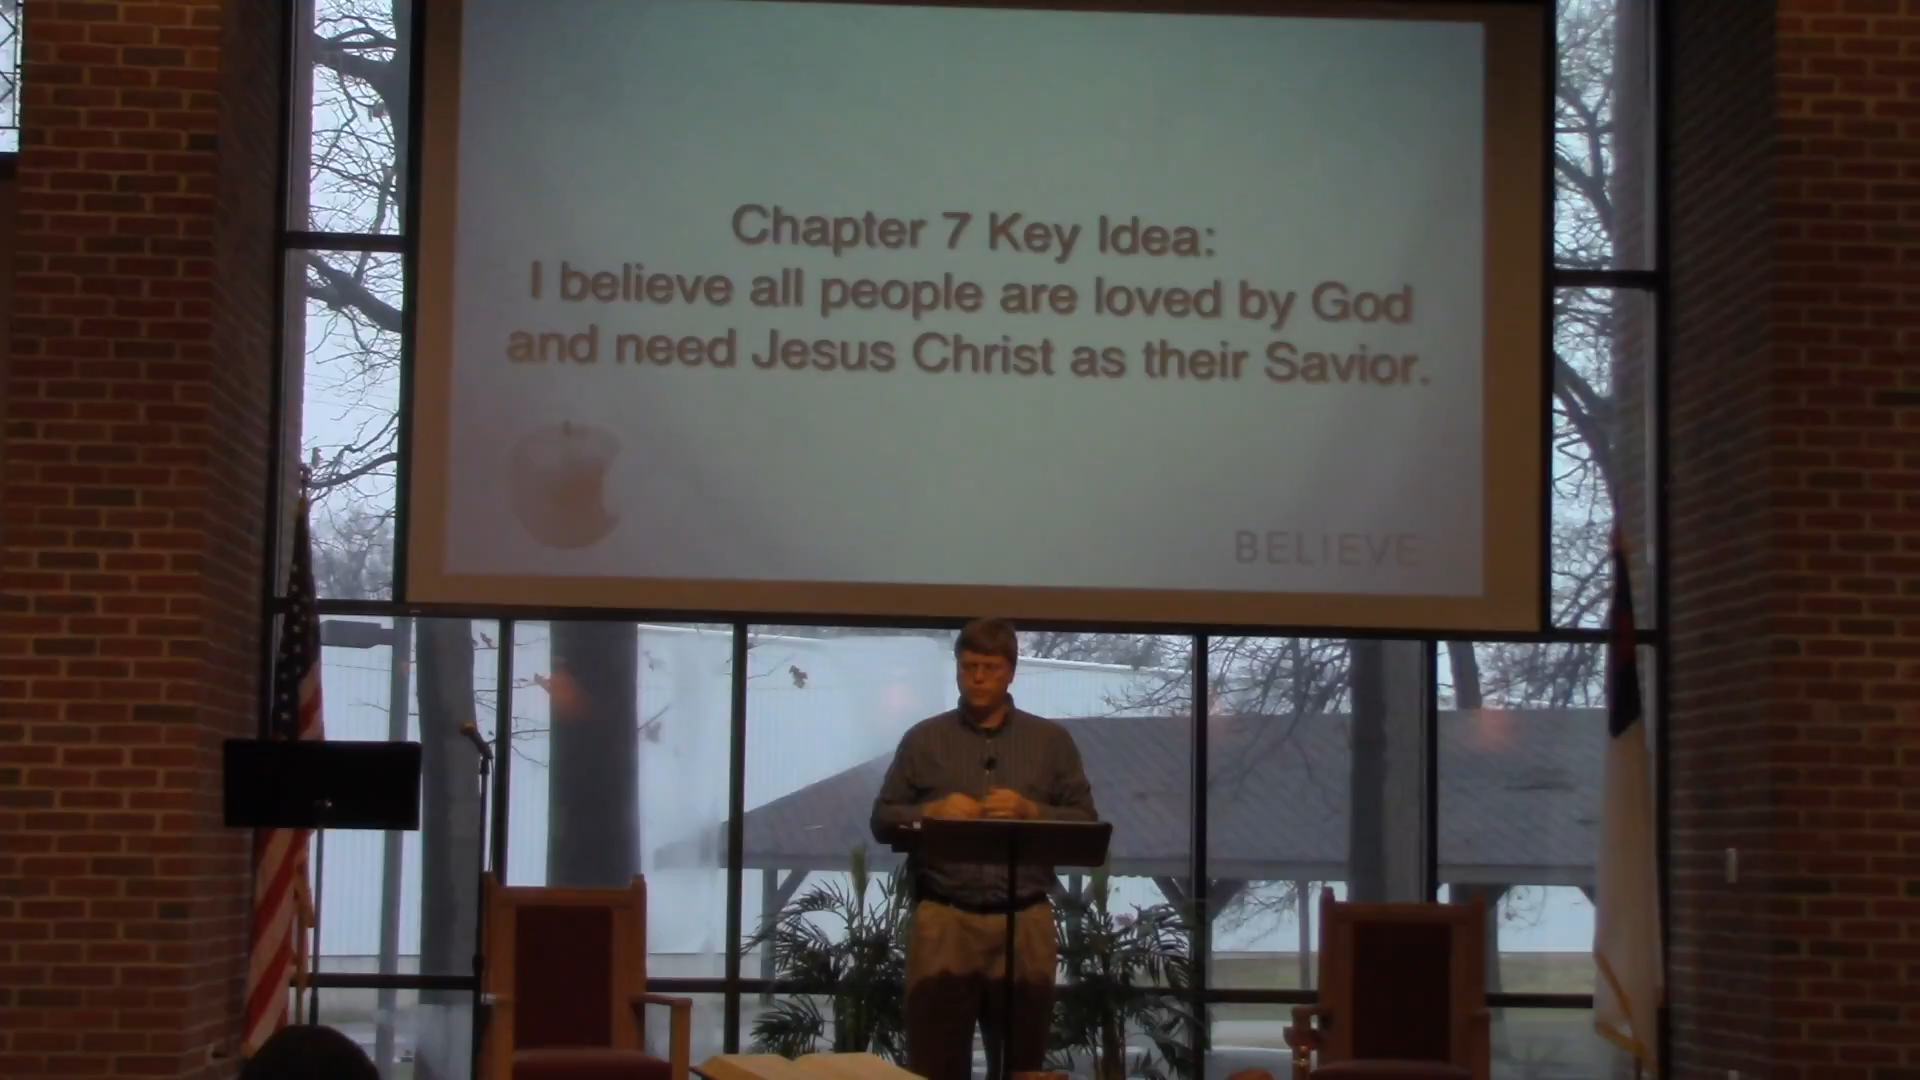 Chapter 7 Key Idea:
I believe all people are loved by God
and need Jesus Christ as their Savior.
BELIEVE